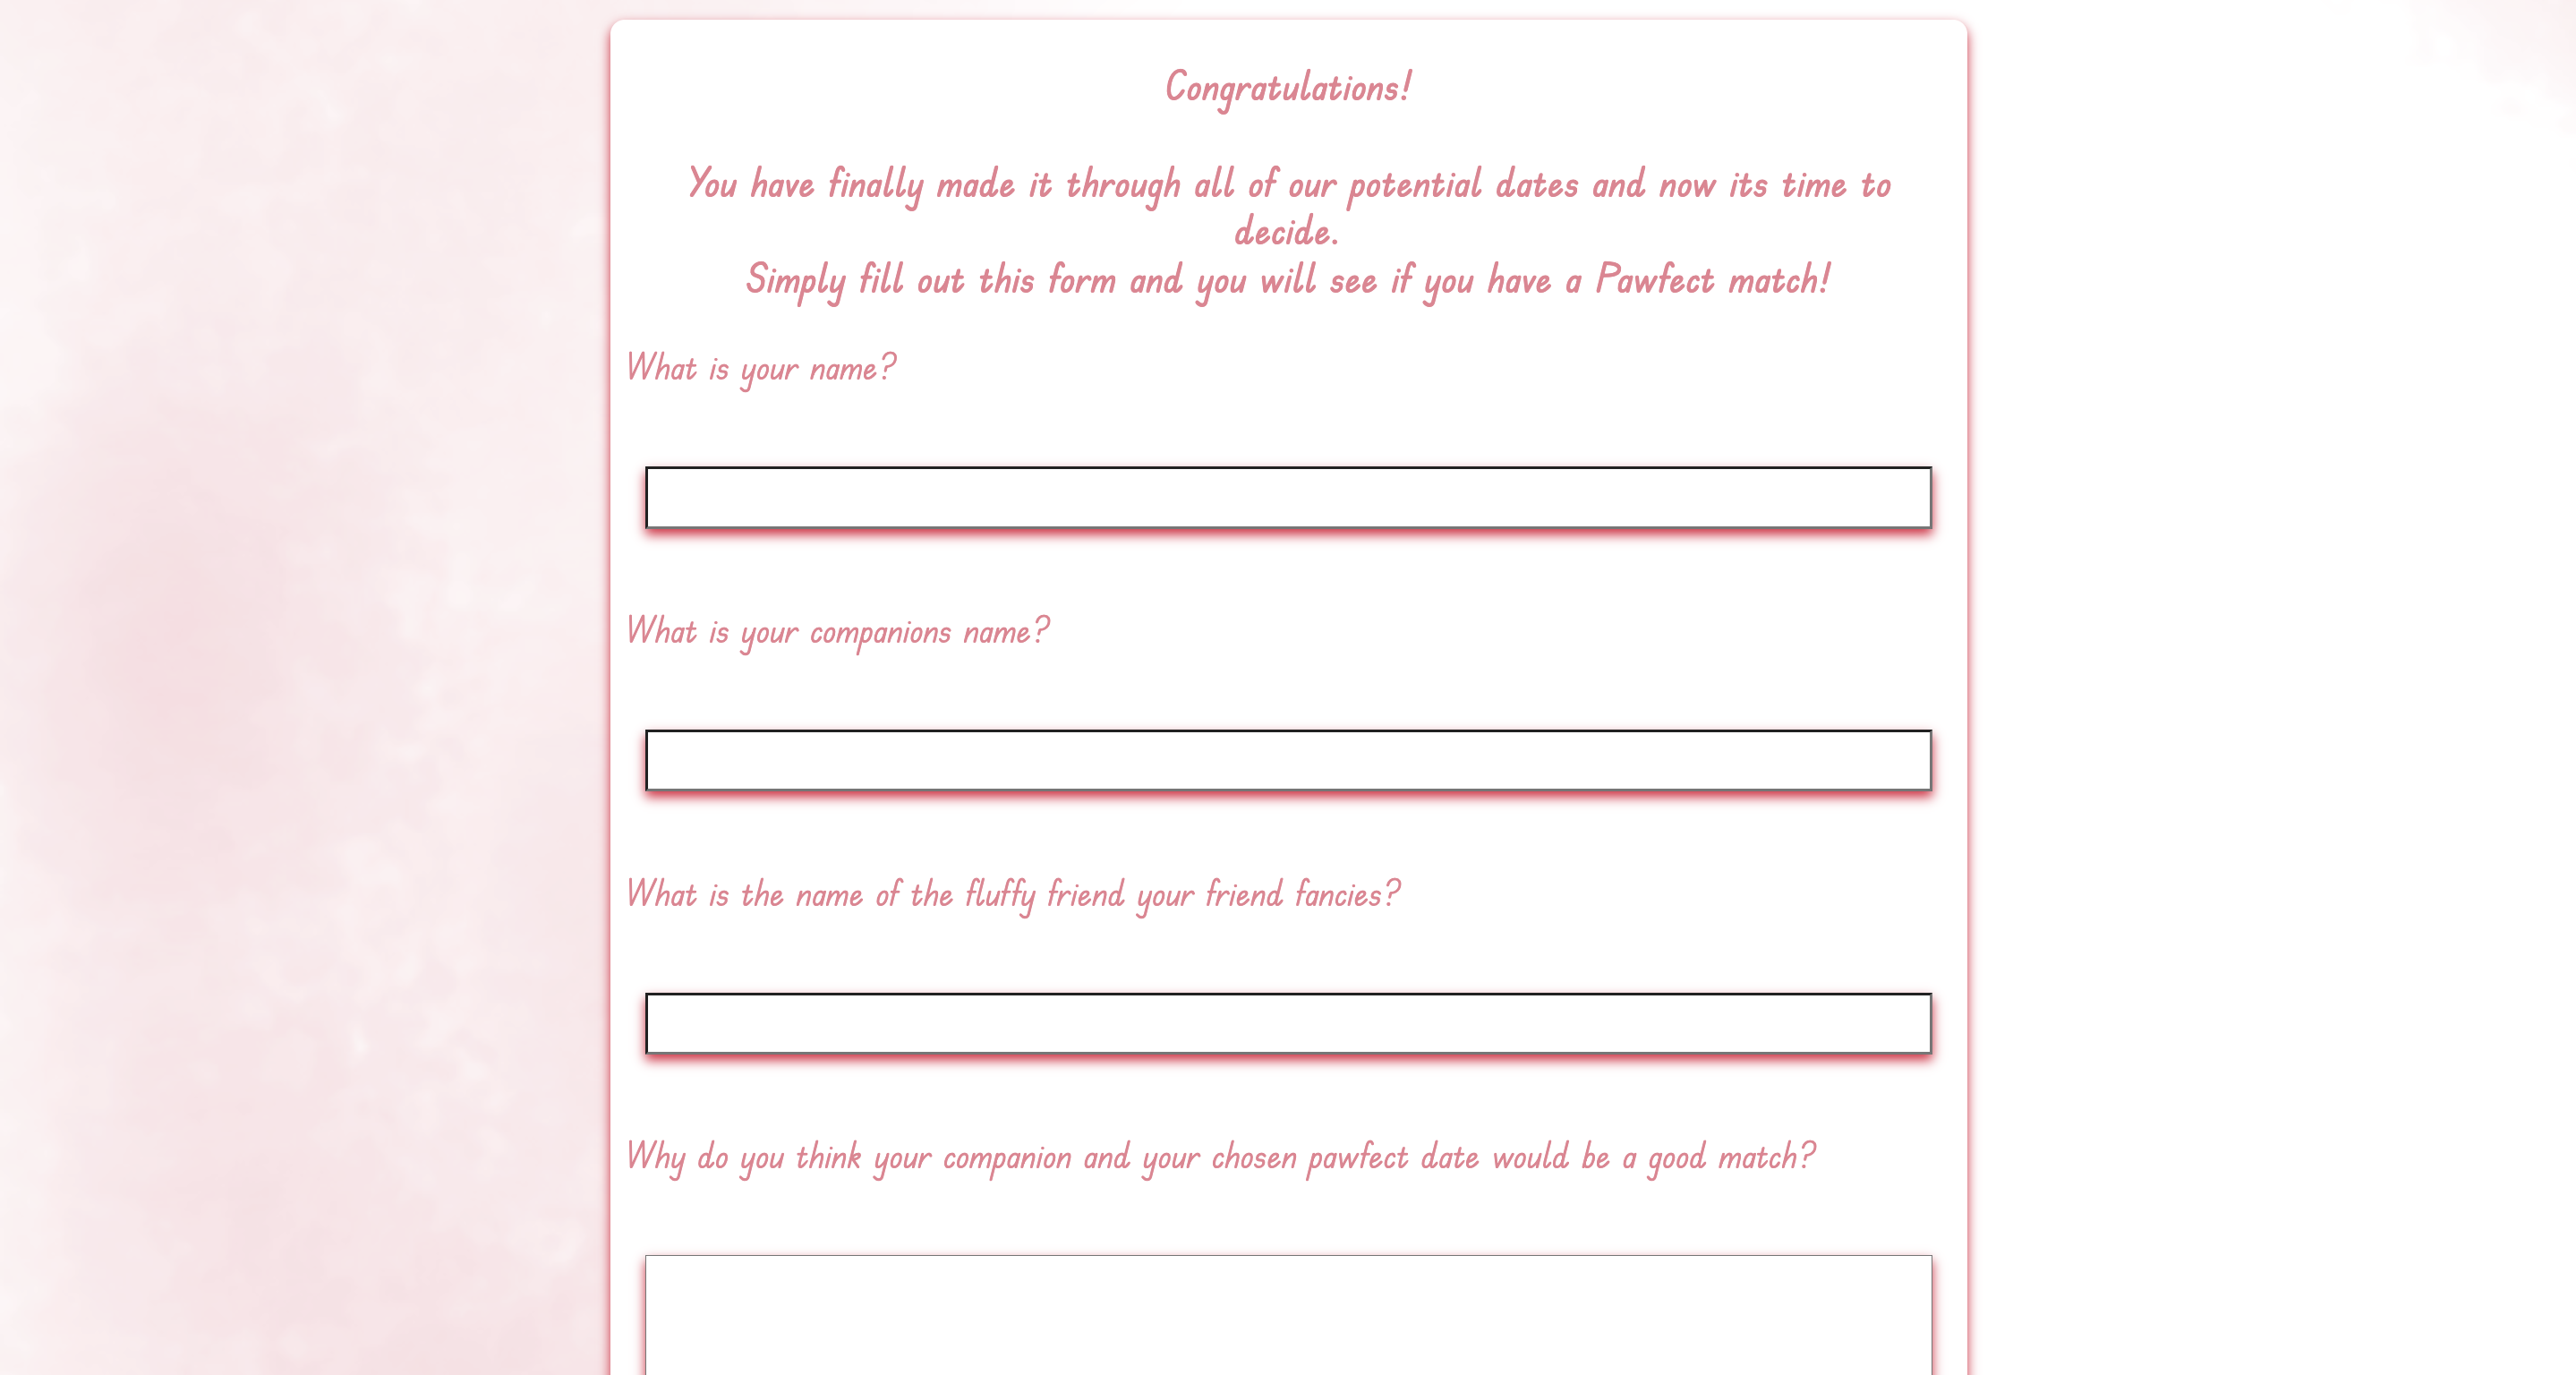 Congratulations!
You have finally made it through all of our potential dates and now its time to
decide.
Simply fill out this form and you will see if you have a Pawfect match!
What is your name?
What is your companions name?
What is the name of the fluffy friend your friend fancies?
Why do you think your companion and your chosen pawfect date would be a good match?